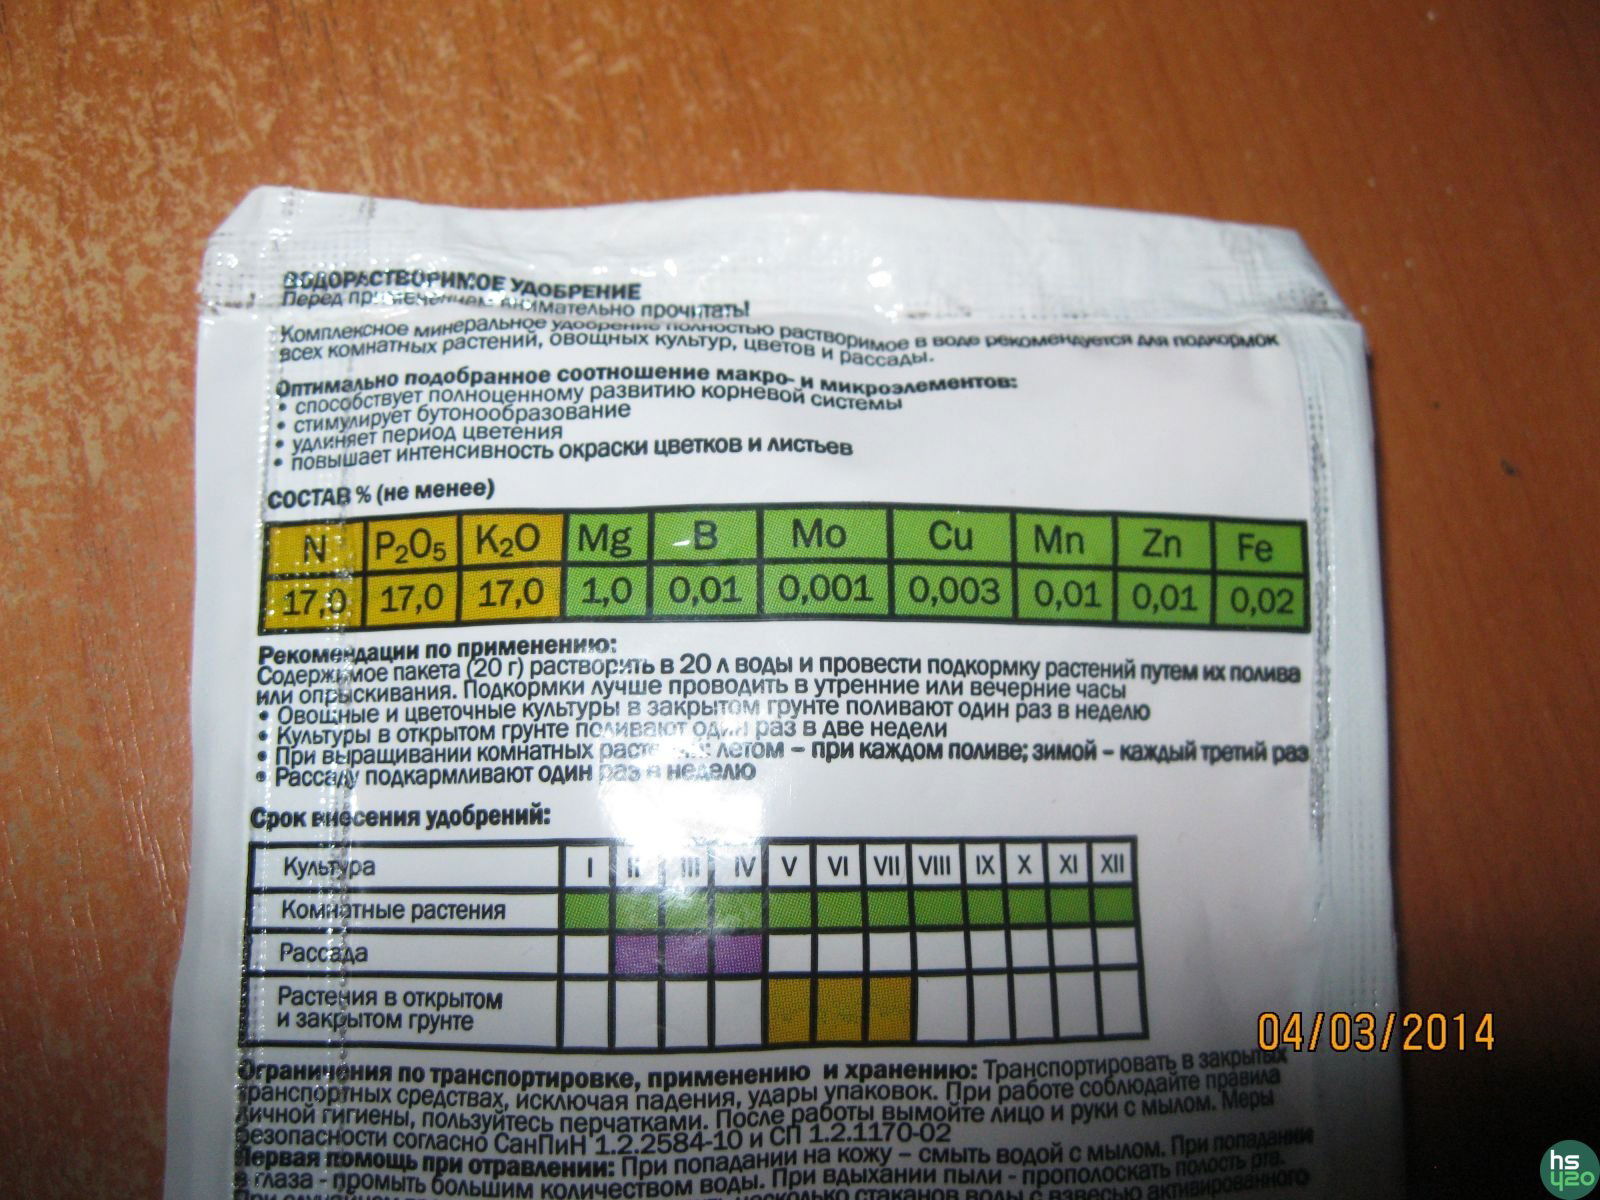 ВОДОРАСТВОРИМОЕ УДОБРЕНИЕ
Перед применением внимательно прочитать!
Комплексное минеральное удобрение полностью растворимое в воде рекомендуется для подкормок
всех комнатных растений, овощных культур, цветов и рассады.
Оптимально подобранное соотношение макро- и микроэлементов:
• способствует полноценному развитию корневой системы
• стимулирует бутонообразование
• удлиняет период цветения
• повышает интенсивность окраски цветков и листьев
СОСТАВ % (не менее)
N P2O5 K2O Mg B Mo Cu Mn Zn Fe
17,0 17,0 17,0 1,0 0,01 0,001 0,003 0,01 0,01 0,02
Рекомендации по применению:
Содержимое пакета (20 г) растворить в 20 л воды и провести подкормку растений путем их полива
или опрыскивания. Подкормки лучше проводить в утренние или вечерние часы
• Овощные и цветочные культуры в закрытом грунте поливают один раз в неделю
• Культуры в открытом грунте поливают один раз в две недели
• При выращивании комнатных растений: летом – при каждом поливе; зимой – каждый третий раз
• Рассаду подкармливают один раз в неделю
Срок внесения удобрений:
Культура I II III IV V VI VII VIII IX X XI XII
Комнатные растения
Рассада
Растения в открытом
и закрытом грунте
Ограничения по транспортировке, применению и хранению: Транспортировать в закрытых
транспортных средствах, исключая падения, удары упаковок. При работе соблюдайте правила
личной гигиены, пользуйтесь перчатками. После работы вымойте лицо и руки с мылом. Меры
безопасности согласно СанПиН 1.2.2584-10 и СП 1.2.1170-02
Первая помощь при отравлении: При попадании на кожу – смыть водой с мылом. При попадании
в глаза - промыть большим количеством воды. При вдыхании пыли - прополоскать полость рта.
несколько стаканов воды с взвесью активированного
04/03/2014
hs
y20